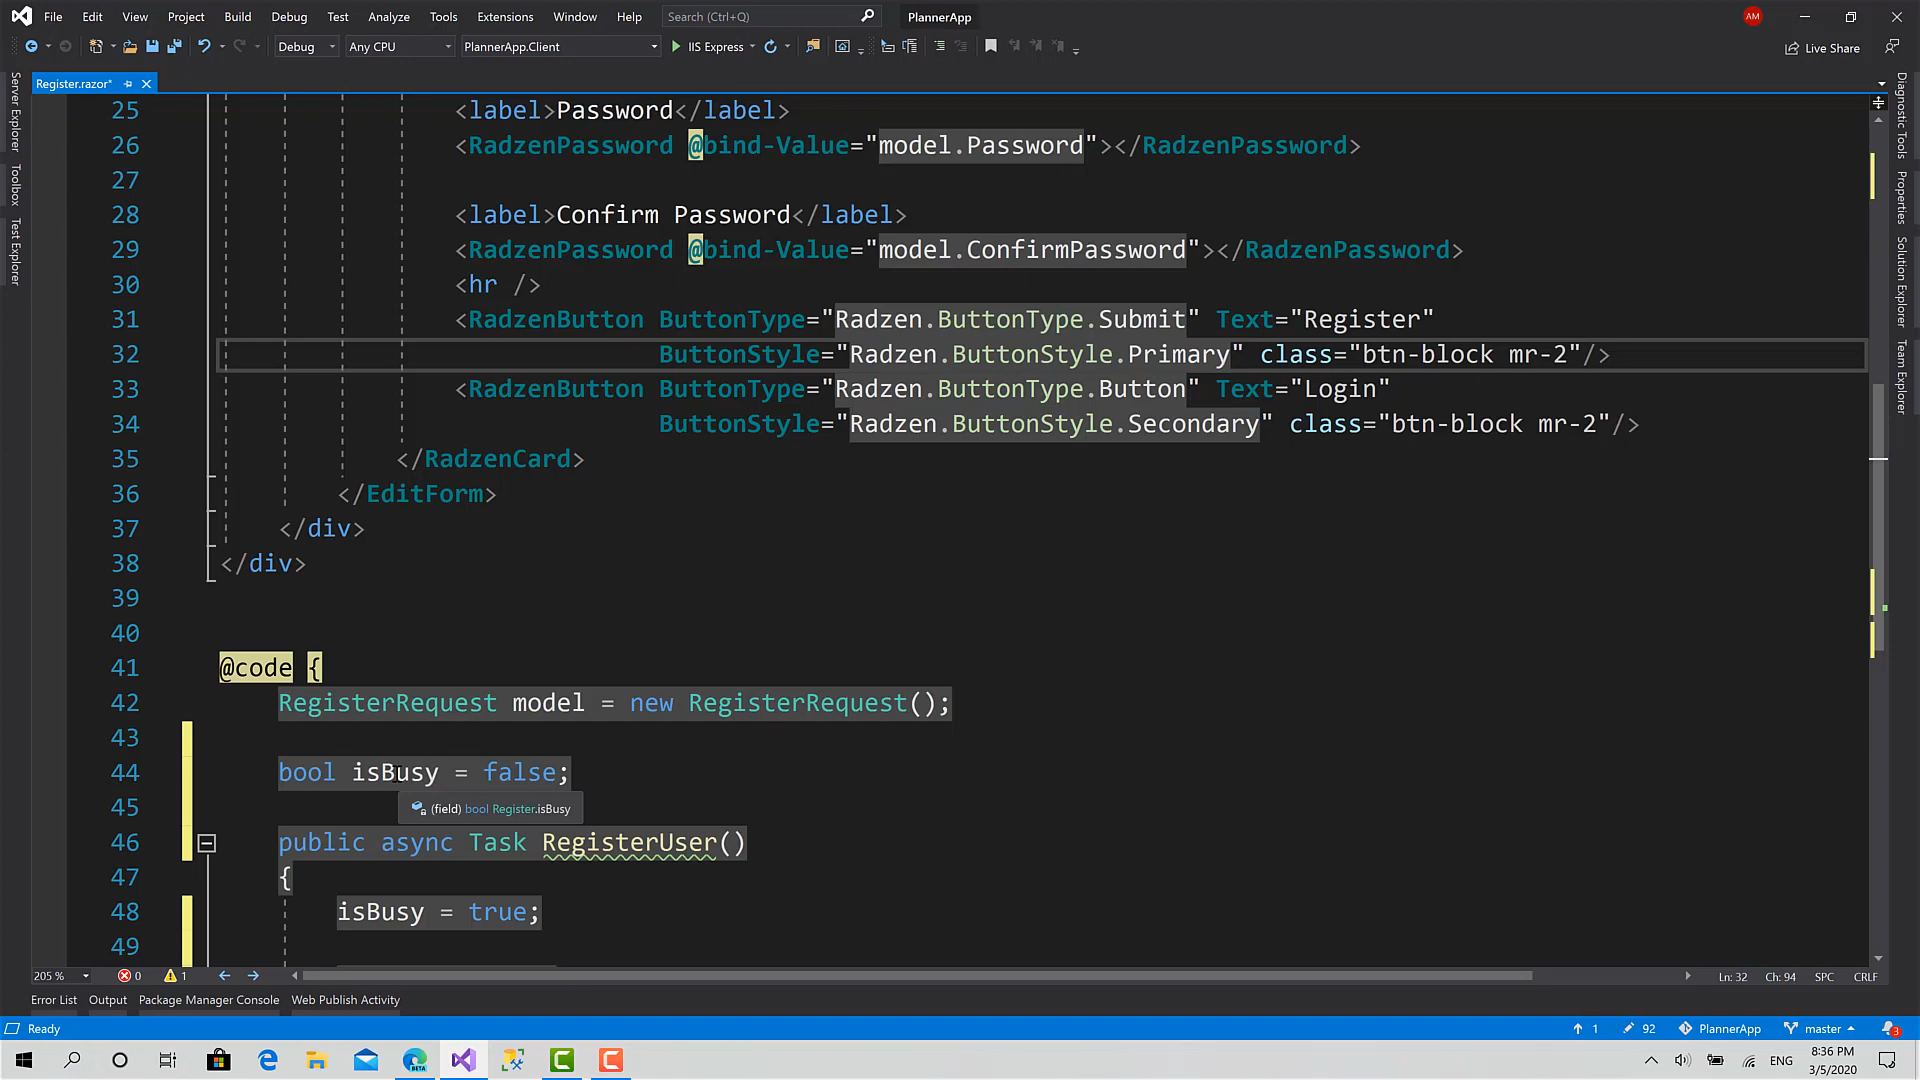 File Edit View Project Build Debug Test Analyze Tools Extensions Window Help Search (Ctrl+Q) PlannerApp AM
Debug Any CPU PlannerApp.Client IIS Express Live Share
Register.razor*
Server Explorer
Toolbox
Test Explorer
Diagnostic Tools
Properties
Solution Explorer
Team Explorer
25 <label>Password</label>
26 <RadzenPassword @bind-Value="model.Password"></RadzenPassword>
27
28 <label>Confirm Password</label>
29 <RadzenPassword @bind-Value="model.ConfirmPassword"></RadzenPassword>
30 <hr />
31 <RadzenButton ButtonType="Radzen.ButtonType.Submit" Text="Register"
32 ButtonStyle="Radzen.ButtonStyle.Primary" class="btn-block mr-2"/>
33 <RadzenButton ButtonType="Radzen.ButtonType.Button" Text="Login"
34 ButtonStyle="Radzen.ButtonStyle.Secondary" class="btn-block mr-2"/>
35 </RadzenCard>
36 </EditForm>
37 </div>
38 </div>
39
40
41 @code {
42 RegisterRequest model = new RegisterRequest();
43
44 bool isBusy = false;
45 (field) bool Register.isBusy
46 public async Task RegisterUser()
47 {
48 isBusy = true;
49
205 % 0 1 Ln: 32 Ch: 94 SPC CRLF
Error List Output Package Manager Console Web Publish Activity
Ready 1 92 PlannerApp master 3
BETA ENG 8:36 PM
3/5/2020